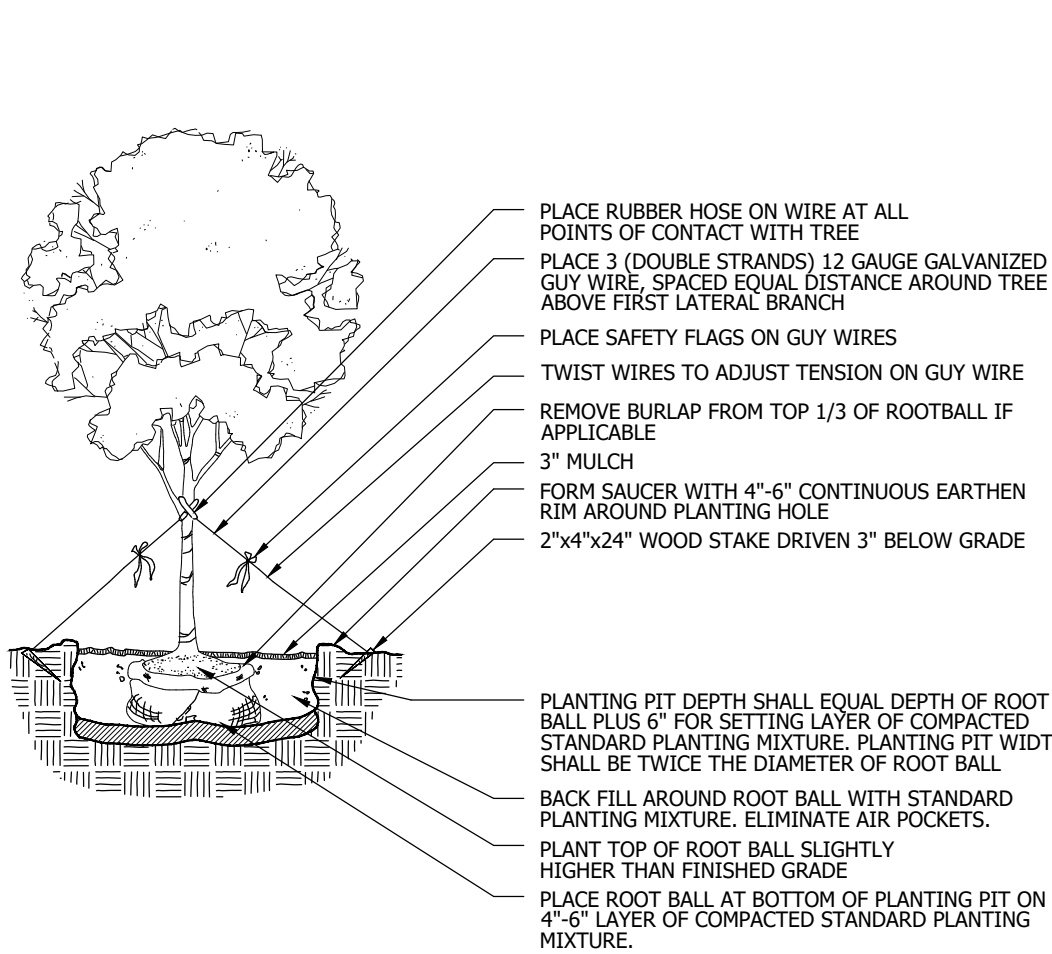 PLACE RUBBER HOSE ON WIRE AT ALL
POINTS OF CONTACT WITH TREE
PLACE 3 (DOUBLE STRANDS) 12 GAUGE GALVANIZED
GUY WIRE, SPACED EQUAL DISTANCE AROUND TREE
ABOVE FIRST LATERAL BRANCH
PLACE SAFETY FLAGS ON GUY WIRES
TWIST WIRES TO ADJUST TENSION ON GUY WIRE
REMOVE BURLAP FROM TOP 1/3 OF ROOTBALL IF
APPLICABLE
3" MULCH
FORM SAUCER WITH 4"-6" CONTINUOUS EARTHEN
RIM AROUND PLANTING HOLE
2"x4"x24" WOOD STAKE DRIVEN 3" BELOW GRADE
PLANTING PIT DEPTH SHALL EQUAL DEPTH OF ROOT
BALL PLUS 6" FOR SETTING LAYER OF COMPACTED
STANDARD PLANTING MIXTURE. PLANTING PIT WIDT
SHALL BE TWICE THE DIAMETER OF ROOT BALL
BACK FILL AROUND ROOT BALL WITH STANDARD
PLANTING MIXTURE. ELIMINATE AIR POCKETS.
PLANT TOP OF ROOT BALL SLIGHTLY
HIGHER THAN FINISHED GRADE
PLACE ROOT BALL AT BOTTOM OF PLANTING PIT ON
4"-6" LAYER OF COMPACTED STANDARD PLANTING
MIXTURE.